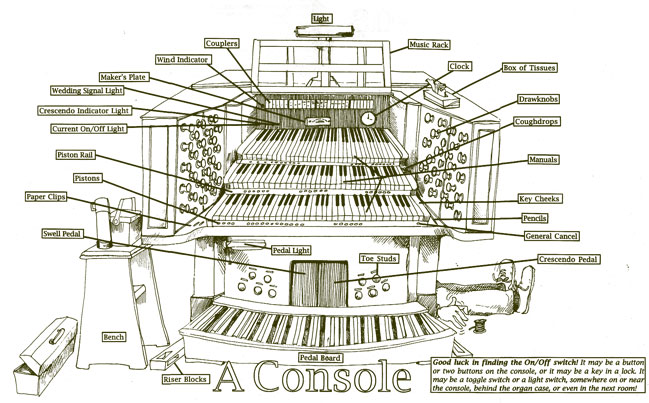 Light
Couplers
Music Rack
Wind Indicator
Clock
Maker's Plate
Box of Tissues
Wedding Signal Light
Drawknobs
Crescendo Indicator Light
Coughdrops
Current On/Off Light
Piston Rail
Manuals
Pistons
Paper Clips
Key Cheeks
Pencils
Swell Pedal
General Cancel
Pedal Light
Toe Studs
Crescendo Pedal
Bench
Pedal Board
Riser Blocks
A Console
Good luck in finding the On/Off switch! It may be a button
or two buttons on the console, or it may be a key in a lock. It
may be a toggle switch or a light switch, somewhere on or near
the console, behind the organ case, or even in the next room!